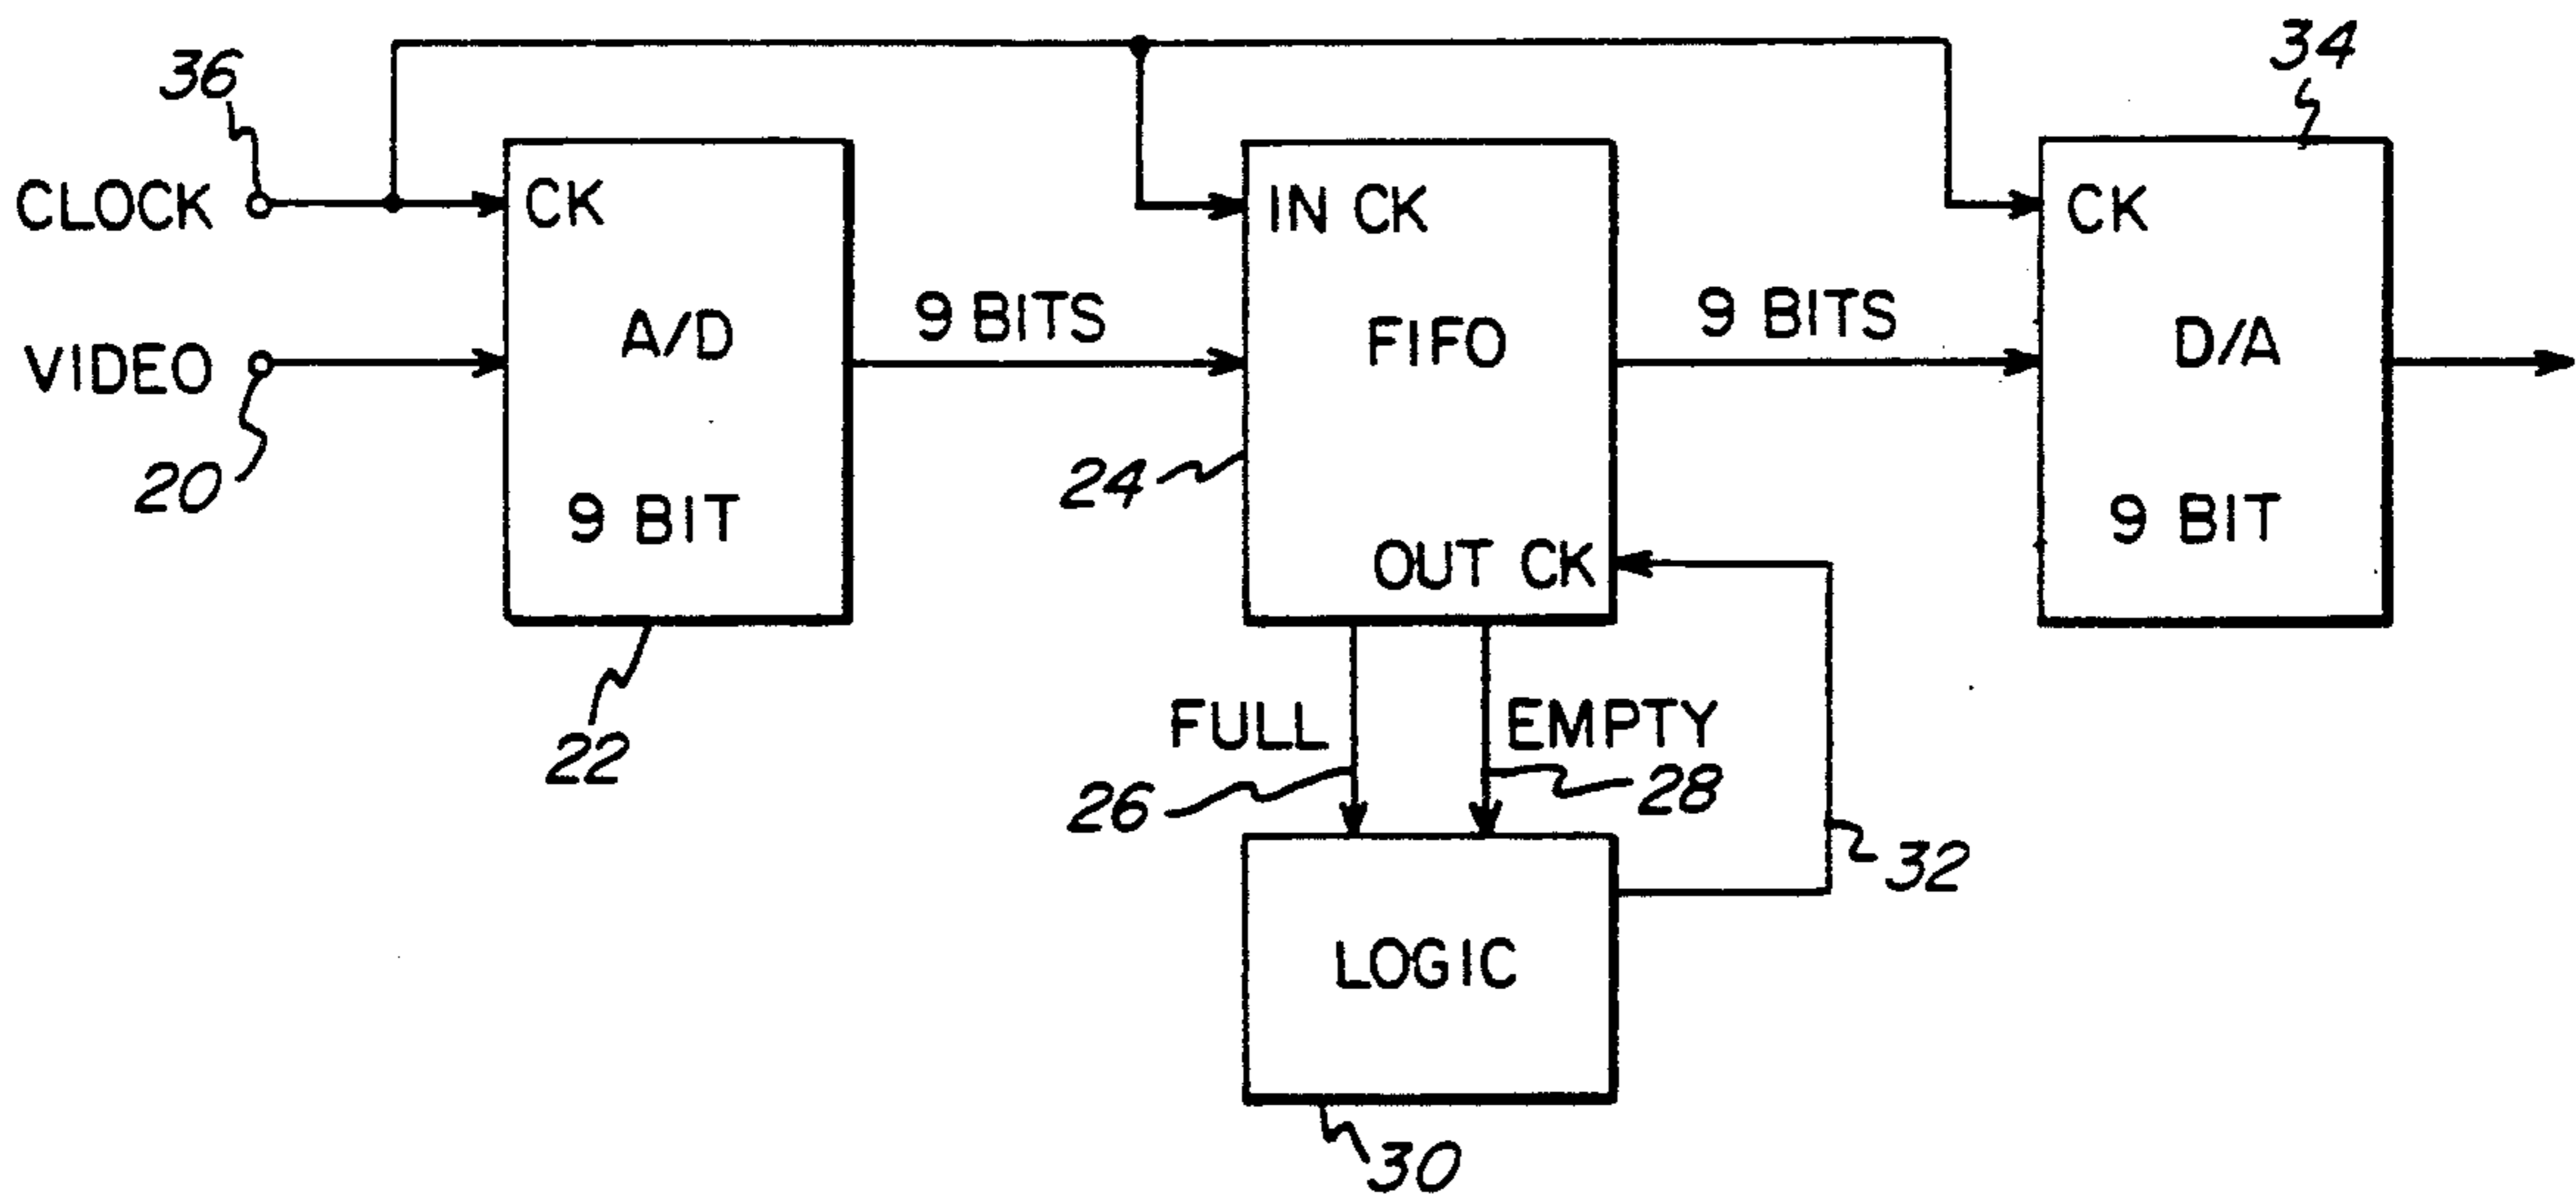 36
34
CLOCK
CK
IN CK
CK
VIDEO
A/D
9 BITS
FIFO
9 BITS
D/A
20
9 BIT
24
OUT CK
9 BIT
22
FULL
EMPTY
26
28
32
LOGIC
30